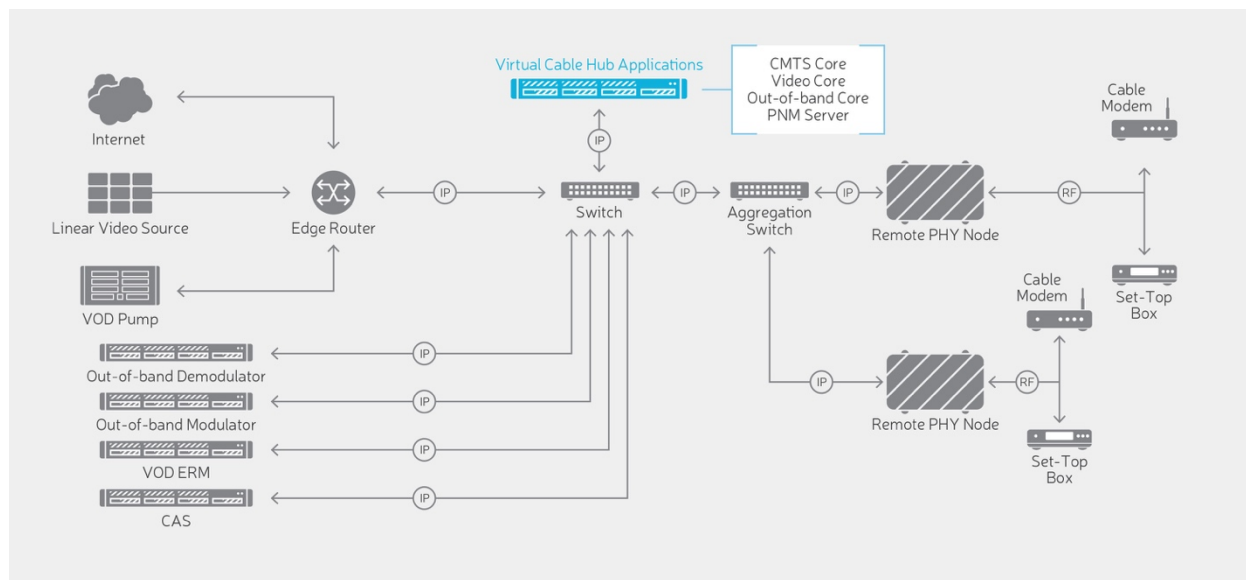 Virtual Cable Hub Applications
CMTS Core
Video Core
Out-of-band Core
PNM Server
Cable
Modem
Internet
IP
Linear Video Source
Edge Router
IP
Switch
IP
Aggregation
Switch
IP
Remote PHY Node
RF
Set-Top
Box
VOD Pump
Cable
Modem
Out-of-band Demodulator
IP
Out-of-band Modulator
IP
VOD ERM
IP
CAS
IP
IP
Remote PHY Node
RF
Set-Top
Box